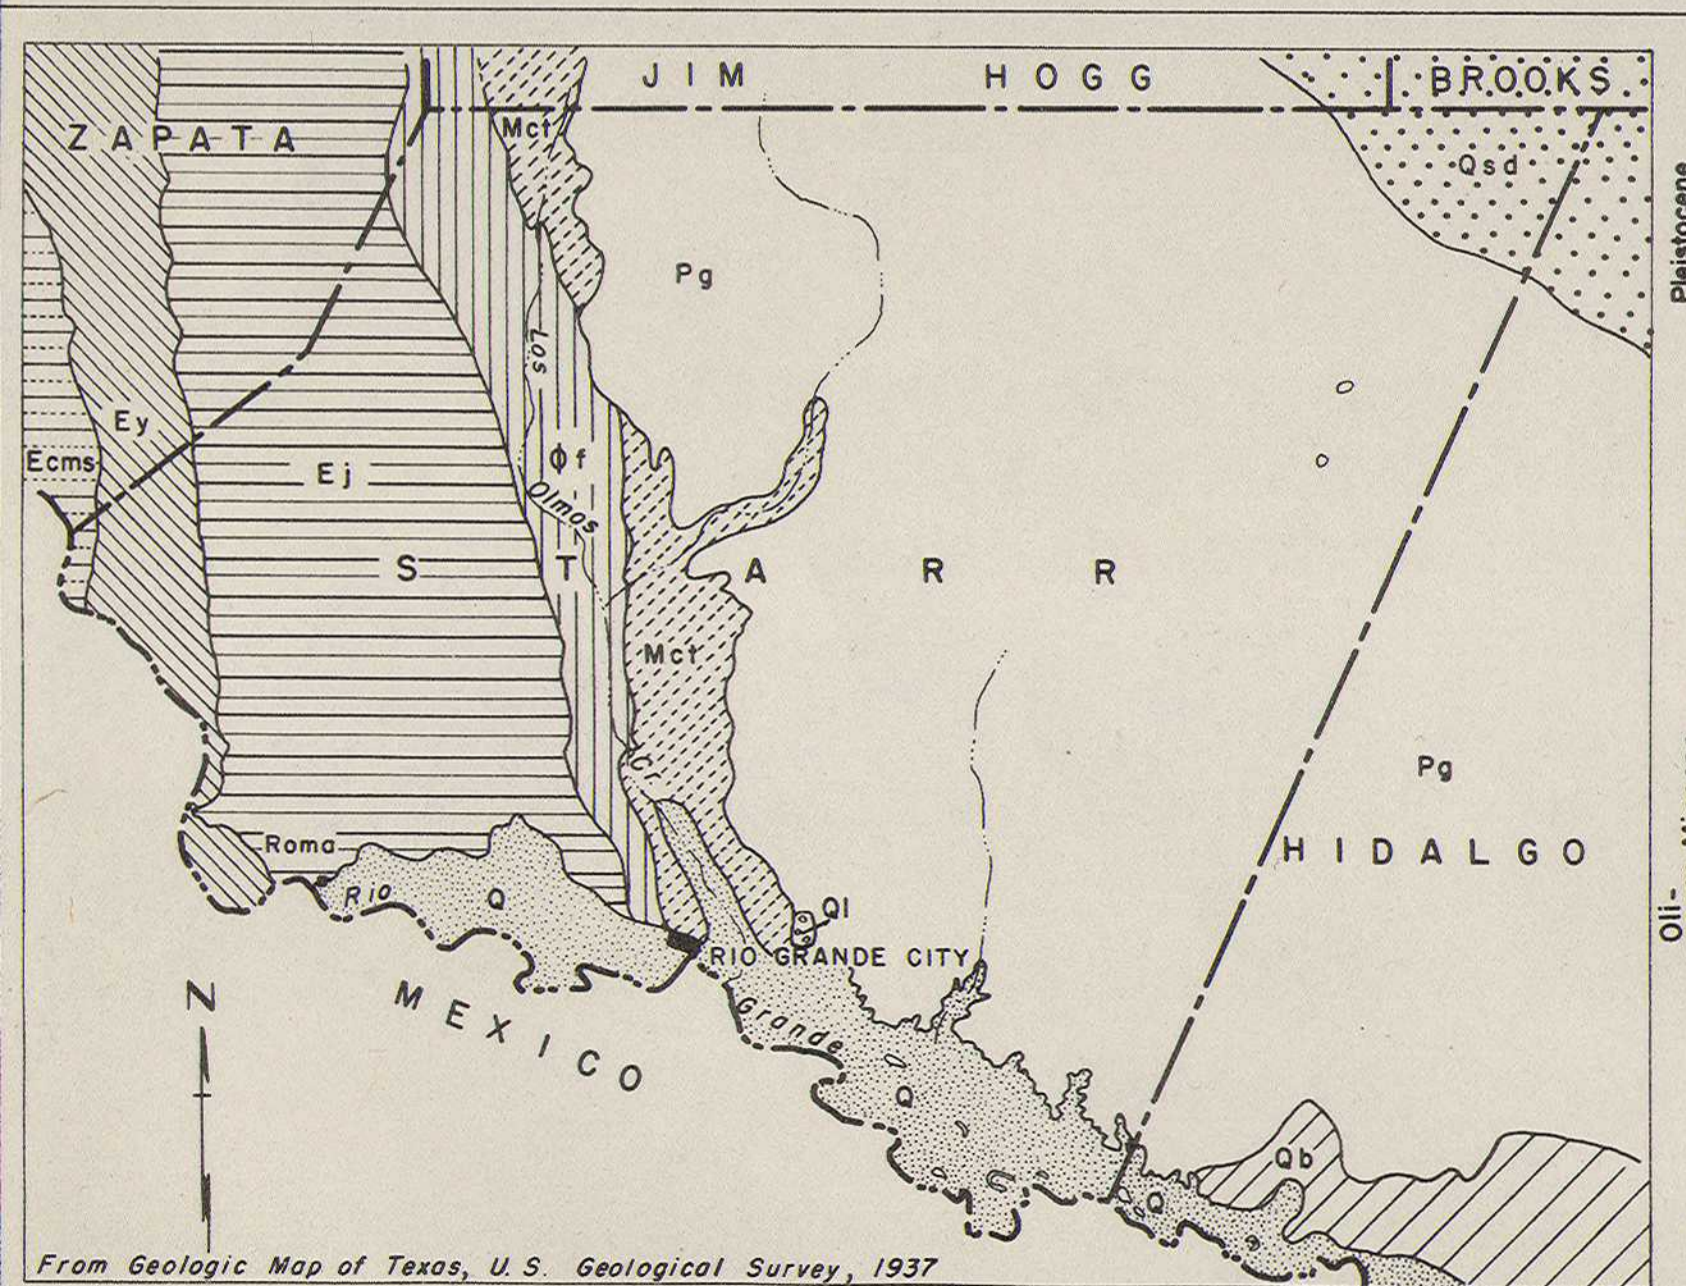 JIM HOGG
BROOKS
Mct
ZAPATA
Qsd
Pleistocene
Pg
Los
Ey
Ecms
Ej
Φf
Olmos
S T A R R
Mct
Cr
Pg
HIDALGO
Roma
Rio
Q
Ql
Oli-
RIO GRANDE CITY
N
MEXICO
Grande
Q
Qb
Q
From Geologic Map of Texas, U.S. Geological Survey, 1937